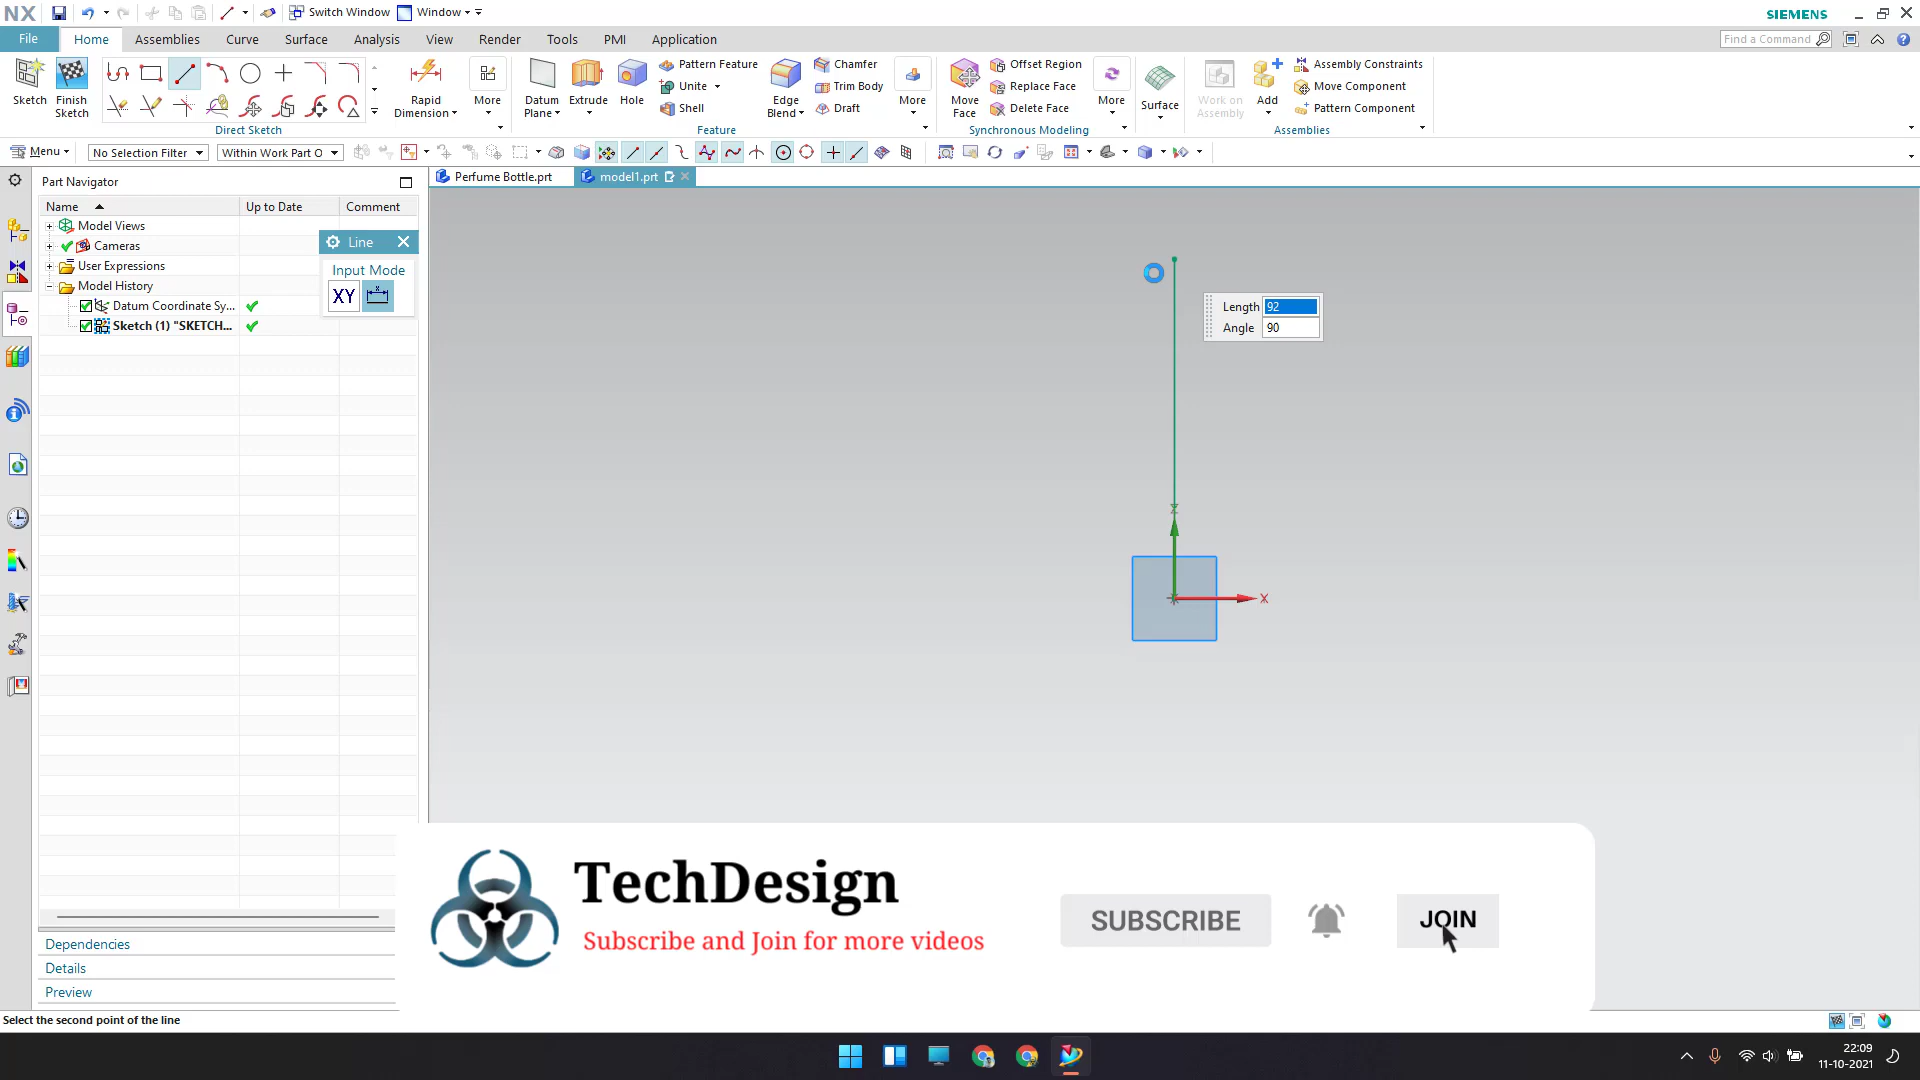 NX
Switch Window
Window
SIEMENS
File
Home
Assemblies
Curve
Surface
Analysis
View
Render
Tools
PMI
Application
Find a Command
Sketch
Finish Sketch
Rapid Dimension
More
Direct Sketch
Datum Plane
Extrude
Hole
Pattern Feature
Unite
Shell
Edge Blend
Chamfer
Trim Body
Draft
More
Feature
Move Face
Offset Region
Replace Face
Delete Face
More
Synchronous Modeling
Surface
Work on Assembly
Add
Assembly Constraints
Move Component
Pattern Component
Assemblies
Menu
No Selection Filter
Within Work Part O
Part Navigator
Perfume Bottle.prt
model1.prt
Name
Up to Date
Comment
Model Views
Cameras
User Expressions
Model History
Datum Coordinate Sy...
Sketch (1) "SKETCH...
Line
Input Mode
XY
Length 92
Angle 90
Z
X
TechDesign
Subscribe and Join for more videos
SUBSCRIBE
JOIN
Dependencies
Details
Preview
Select the second point of the line
22:09
11-10-2021